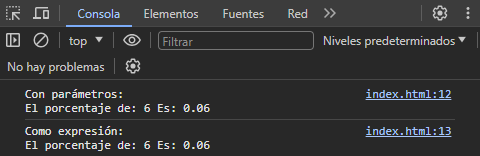 Consola Elementos Fuentes Red
top Filtrar Niveles predeterminados
No hay problemas
Con parámetros: index.html:12
El porcentaje de: 6 Es: 0.06
Como expresión: index.html:13
El porcentaje de: 6 Es: 0.06